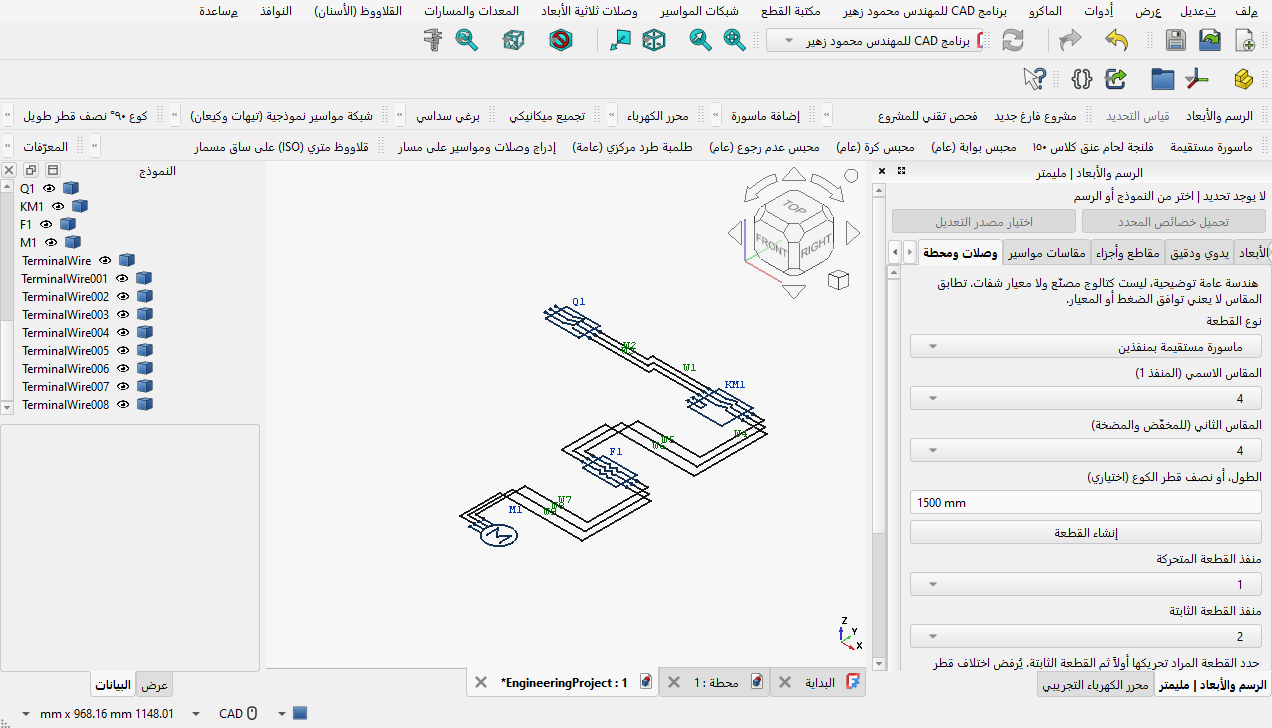 ملف
تعديل
عرض
أدوات
الماكرو
برنامج CAD للمهندس محمود زهير
مكتبة القطع
شبكات المواسير
وصلات ثلاثية الأبعاد
المعدات والمسارات
القلاووظ (الأسنان)
النوافذ
مساعدة
برنامج CAD للمهندس محمود زهير
الرسم والأبعاد
قياس التحديد
مشروع فارغ جديد
فحص تقني للمشروع
إضافة ماسورة
محرر الكهرباء
تجميع ميكانيكي
برغي سداسي
شبكة مواسير نموذجية (تيهات وكيعان)
كوع ٩٠° نصف قطر طويل
ماسورة مستقيمة
فلنجة لحام عنق كلاس ١٥٠
محبس بوابة (عام)
محبس كرة (عام)
محبس عدم رجوع (عام)
طلمبة طرد مركزي (عامة)
إدراج وصلات ومواسير على مسار
قلاووظ متري (ISO) على ساق مسمار
المعرّفات
النموذج
Q1
KM1
F1
M1
TerminalWire
TerminalWire001
TerminalWire002
TerminalWire003
TerminalWire004
TerminalWire005
TerminalWire006
TerminalWire007
TerminalWire008
عرض
البيانات
Q1
W2
W1
KM1
W4
W5
W6
F1
W7
W8
W9
M1
TOP
FRONT
RIGHT
Z
Y
X
الرسم والأبعاد | مليمتر
لا يوجد تحديد | اختر من النموذج أو الرسم
تحميل خصائص المحدد
اختيار مصدر التعديل
الأبعاد
يدوي ودقيق
مقاطع وأجزاء
مقاسات مواسير
وصلات ومحطة
هندسة عامة توضيحية، ليست كتالوج مصنّع ولا معيار شفات. تطابق
المقاس لا يعني توافق الضغط أو المعيار.
نوع القطعة
ماسورة مستقيمة بمنفذين
المقاس الاسمي (المنفذ 1)
4
المقاس الثاني (للمخفّض والمضخة)
4
الطول، أو نصف قطر الكوع (اختياري)
1500 mm
إنشاء القطعة
منفذ القطعة المتحركة
1
منفذ القطعة الثابتة
2
حدد القطعة المراد تحريكها أولاً ثم القطعة الثابتة. يُرفض اختلاف قطر
الرسم والأبعاد | مليمتر
محرر الكهرباء التجريبي
البداية
محطة : 1
EngineeringProject : 1*
mm x 968.16 mm 1148.01
CAD